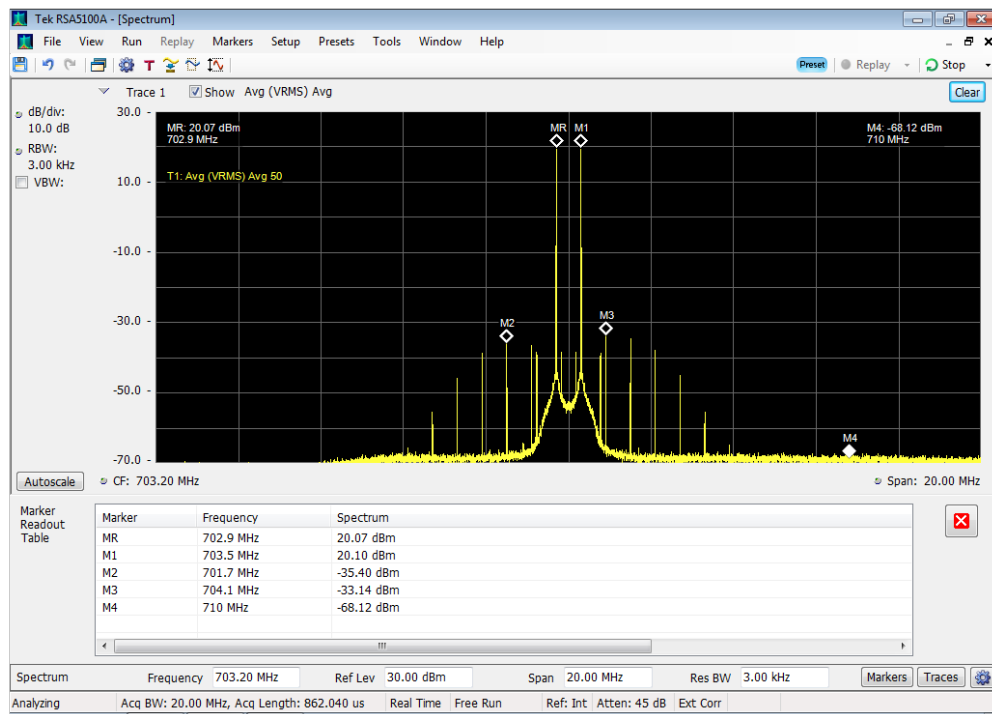 Tek RSA5100A - [Spectrum]
File View Run Replay Markers Setup Presets Tools Window Help
T Preset Replay Stop
Trace 1 Show Avg (VRMS) Avg Clear
dB/div:
10.0 dB
RBW:
3.00 kHz
VBW:
30.0 -
10.0 -
-10.0 -
-30.0 -
-50.0 -
-70.0 -
MR: 20.07 dBm
702.9 MHz
T1: Avg (VRMS) Avg 50
MR M1
M4: -68.12 dBm
710 MHz
M2
M3
M4
Autoscale CF: 703.20 MHz Span: 20.00 MHz
Marker
Readout
Table
Marker Frequency Spectrum
MR 702.9 MHz 20.07 dBm
M1 703.5 MHz 20.10 dBm
M2 701.7 MHz -35.40 dBm
M3 704.1 MHz -33.14 dBm
M4 710 MHz -68.12 dBm
Spectrum Frequency 703.20 MHz Ref Lev 30.00 dBm Span 20.00 MHz Res BW 3.00 kHz Markers Traces
Analyzing Acq BW: 20.00 MHz, Acq Length: 862.040 us Real Time Free Run Ref: Int Atten: 45 dB Ext Corr